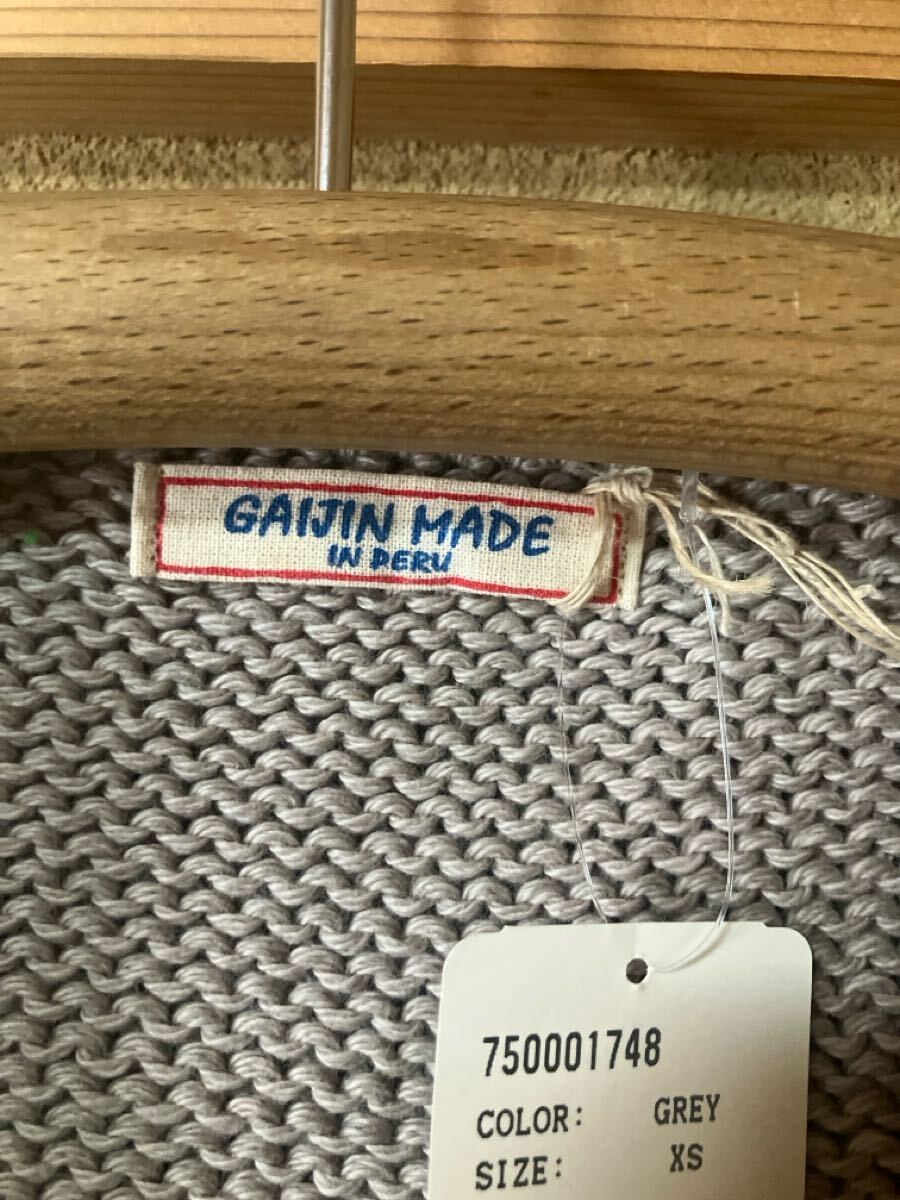 GAIJIN MADE
IN PERU
750001748
COLOR: GREY
SIZE: XS